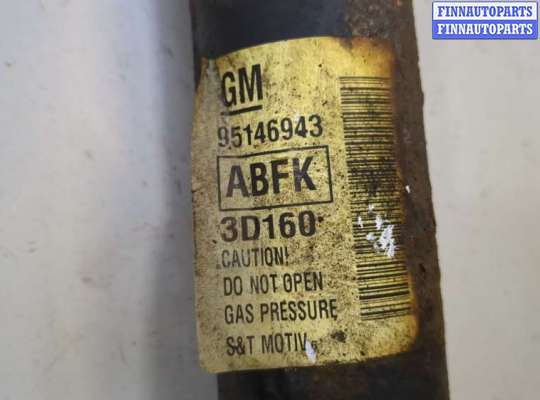 FINNAUTOPARTS
FINNAUTOPARTS
GM
95146943
ABFK
3D160
CAUTION!
DO NOT OPEN
GAS PRESSURE
S&T MOTIV